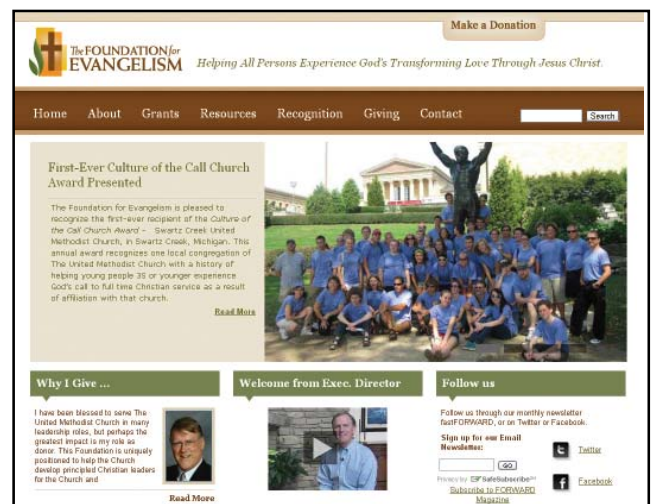 Make a Donation
The FOUNDATION for
EVANGELISM
Helping All Persons Experience God's Transforming Love Through Jesus Christ.
Home About Grants Resources Recognition Giving Contact Search
First-Ever Culture of the Call Church
Award Presented
The Foundation for Evangelism is pleased to
recognize the first-ever recipient of the Culture of
the Call Church Award - Swartz Creek United
Methodist Church, in Swartz Creek, Michigan. This
annual award recognizes one local congregation of
The United Methodist Church with a history of
helping young people 35 or younger experience
God's call to full time Christian service as a result
of affiliation with that church.
Read More
Why I Give ...
I have been blessed to serve The
United Methodist Church in many
leadership roles, but perhaps the
greatest impact is my role as
donor. This Foundation is uniquely
positioned to help the Church
develop principled Christian leaders
for the Church and
Read More
Welcome from Exec. Director
Follow us
Follow us through our monthly newsletter
fastFORWARD, or on Twitter or Facebook.
Sign up for our Email
Newsletter:
GO
Privacy by SafeSubscribe SM
Subscribe to FORWARD
Magazine
t Twitter
f Facebook